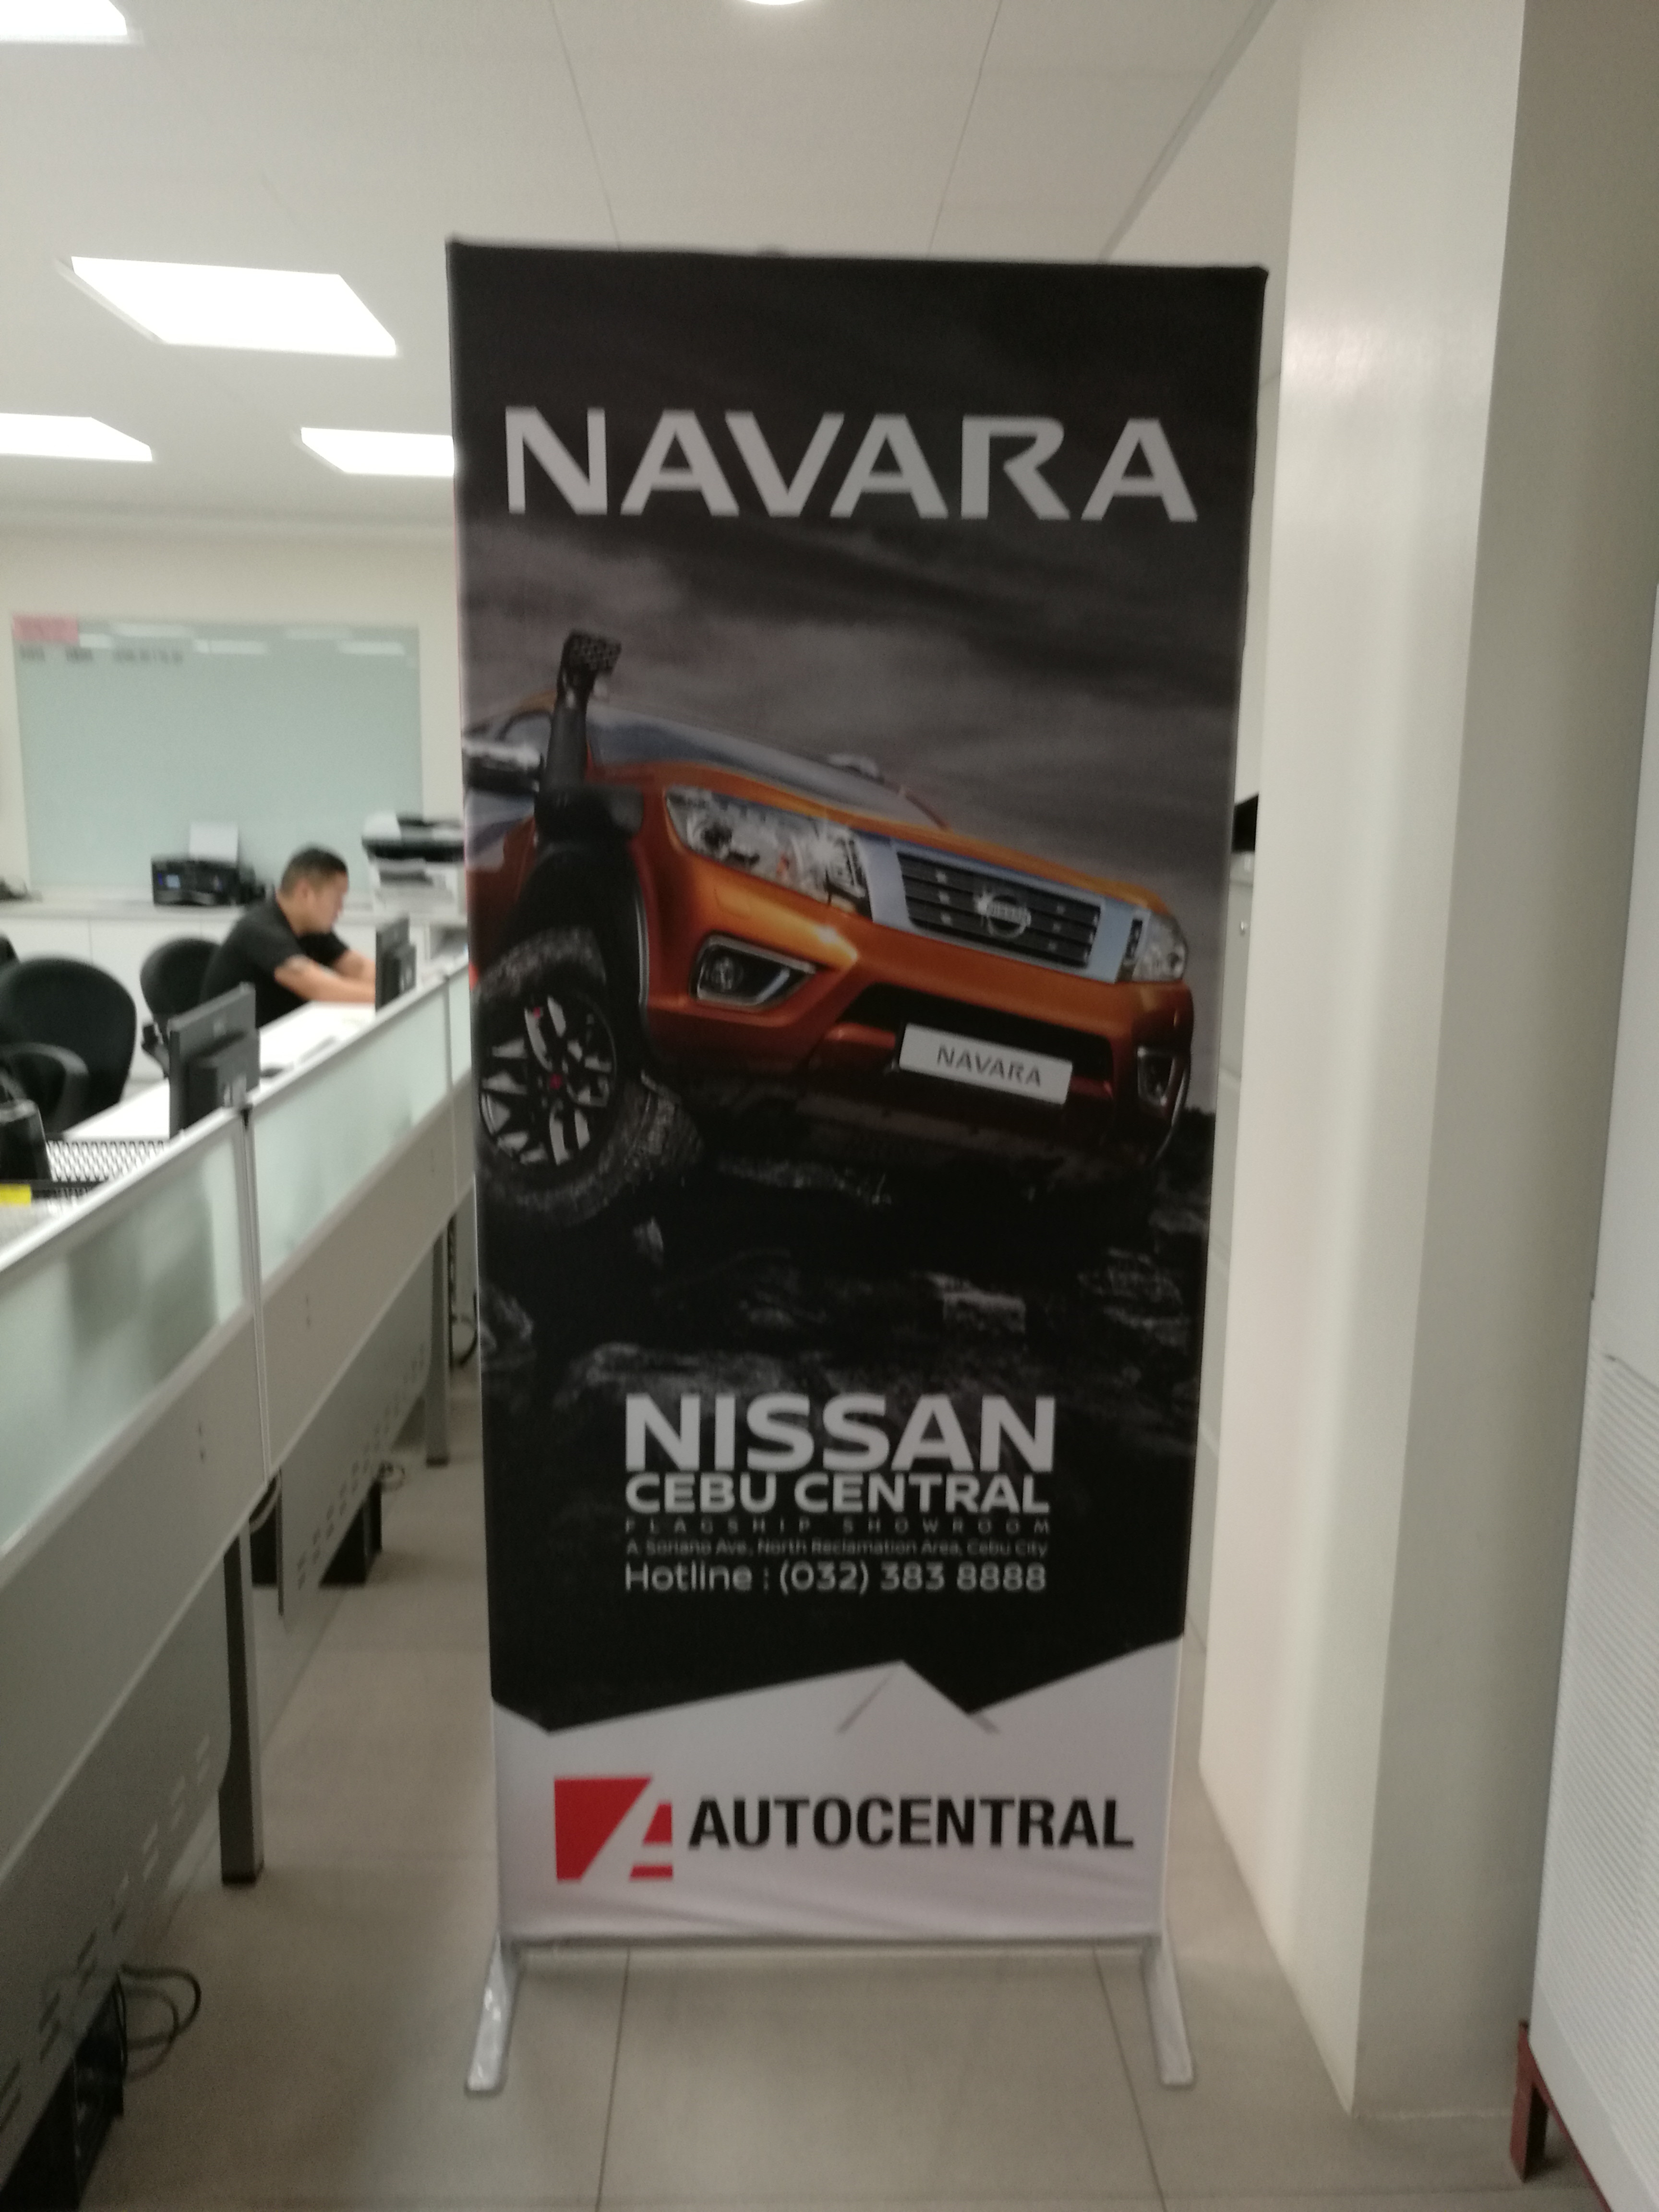 NAVARA
NISSAN
NAVARA
NISSAN
CEBU CENTRAL
FLAGSHIP SHOWROOM
A Soriano Ave., North Reclamation Area, Cebu City
Hotline : (032) 383 8888
AUTOCENTRAL